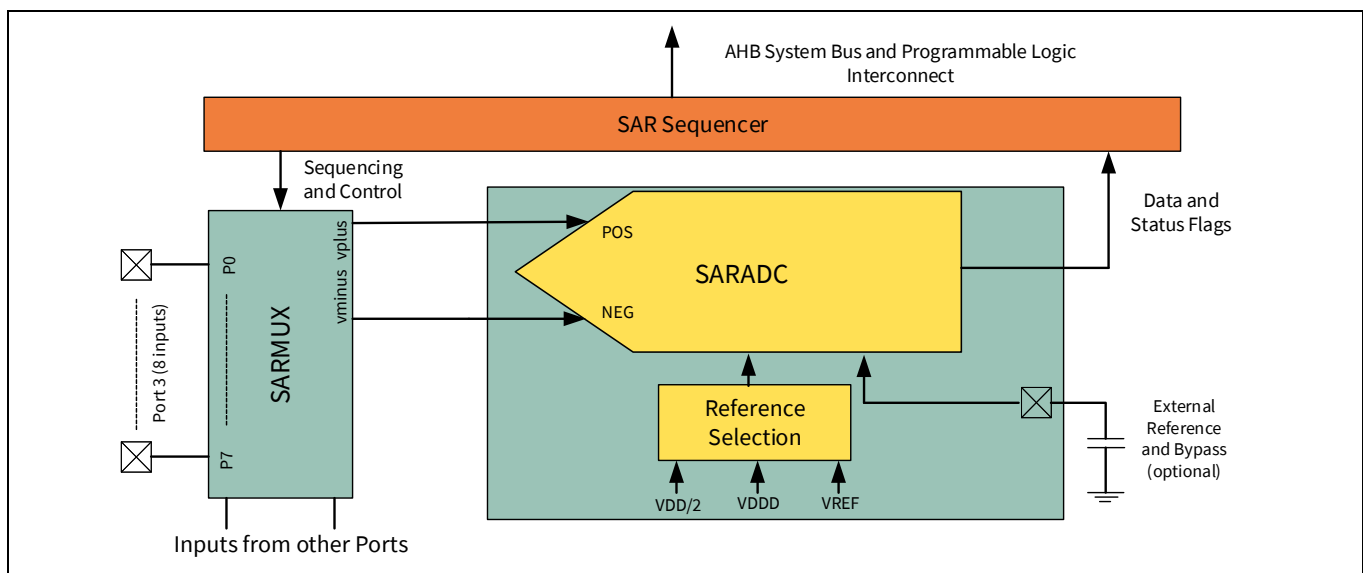 AHB System Bus and Programmable Logic
Interconnect
SAR Sequencer
Sequencing
and Control
Data and
Status Flags
vplus
vminus
P0
P7
SARMUX
Port 3 (8 inputs)
POS
NEG
SARADC
Reference
Selection
VDD/2
VDDD
VREF
External
Reference
and Bypass
(optional)
Inputs from other Ports